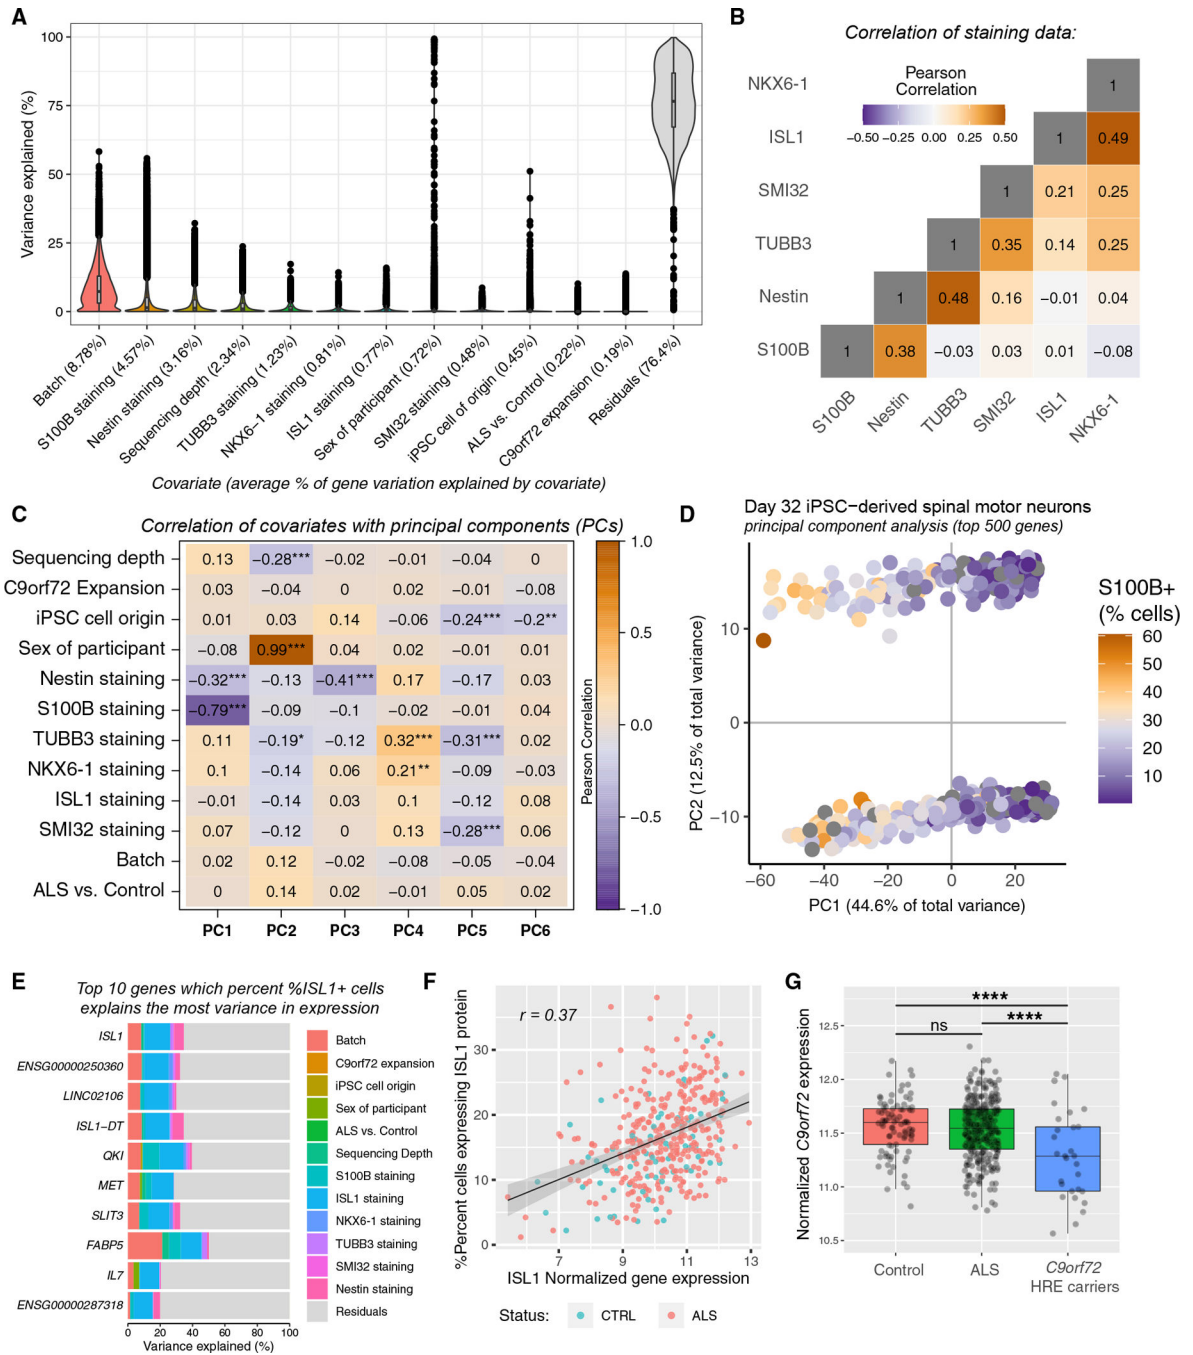 A
Variance explained (%)
100
75
50
25
0
Batch (8.78%)
S100B staining (4.57%)
Nestin staining (3.16%)
Sequencing depth (2.34%)
TUBB3 staining (1.23%)
NKX6−1 staining (0.81%)
ISL1 staining (0.77%)
Sex of participant (0.72%)
SMI32 staining (0.48%)
iPSC cell of origin (0.45%)
ALS vs. Control (0.22%)
C9orf72 expansion (0.19%)
Residuals (76.4%)
Covariate (average % of gene variation explained by covariate)
B
Correlation of staining data:
Pearson
Correlation
−0.50 −0.25 0.00 0.25 0.50
NKX6-1 1
ISL1 1 0.49
SMI32 1 0.21 0.25
TUBB3 1 0.35 0.14 0.25
Nestin 1 0.48 0.16 −0.01 0.04
S100B 1 0.38 −0.03 0.03 0.01 −0.08
S100B Nestin TUBB3 SMI32 ISL1 NKX6-1
C
Correlation of covariates with principal components (PCs)
Sequencing depth 0.13 −0.28*** −0.02 −0.01 −0.04 0
C9orf72 Expansion 0.03 −0.04 0 0.02 −0.01 −0.08
iPSC cell origin 0.01 0.03 0.14 −0.06 −0.24*** −0.2**
Sex of participant −0.08 0.99*** 0.04 0.02 −0.01 0.01
Nestin staining −0.32*** −0.13 −0.41*** 0.17 −0.17 0.03
S100B staining −0.79*** −0.09 −0.1 −0.02 −0.01 0.04
TUBB3 staining 0.11 −0.19* −0.12 0.32*** −0.31*** 0.02
NKX6-1 staining 0.1 −0.14 0.06 0.21** −0.09 −0.03
ISL1 staining −0.01 −0.14 0.03 0.1 −0.12 0.08
SMI32 staining 0.07 −0.12 0 0.13 −0.28*** 0.06
Batch 0.02 0.12 −0.02 −0.08 −0.05 −0.04
ALS vs. Control 0 0.14 0.02 −0.01 0.05 0.02
PC1 PC2 PC3 PC4 PC5 PC6
Pearson Correlation
1.0
0.5
0.0
−0.5
−1.0
D
Day 32 iPSC−derived spinal motor neurons
principal component analysis (top 500 genes)
PC2 (12.5% of total variance)
10
0
−10
−60 −40 −20 0 20
PC1 (44.6% of total variance)
S100B+
(% cells)
60
50
40
30
20
10
E
Top 10 genes which percent %ISL1+ cells
explains the most variance in expression
ISL1
ENSG00000250360
LINC02106
ISL1−DT
QKI
MET
SLIT3
FABP5
IL7
ENSG00000287318
0 20 40 60 80 100
Variance explained (%)
Batch
C9orf72 expansion
iPSC cell origin
Sex of participant
ALS vs. Control
Sequencing Depth
S100B staining
ISL1 staining
NKX6-1 staining
TUBB3 staining
SMI32 staining
Nestin staining
Residuals
F
%Percent cells expressing ISL1 protein
r = 0.37
30
20
10
0
7 9 11 13
ISL1 Normalized gene expression
Status: CTRL ALS
G
Normalized C9orf72 expression
****
****
ns
12.5
12.0
11.5
11.0
10.5
Control ALS C9orf72
HRE carriers